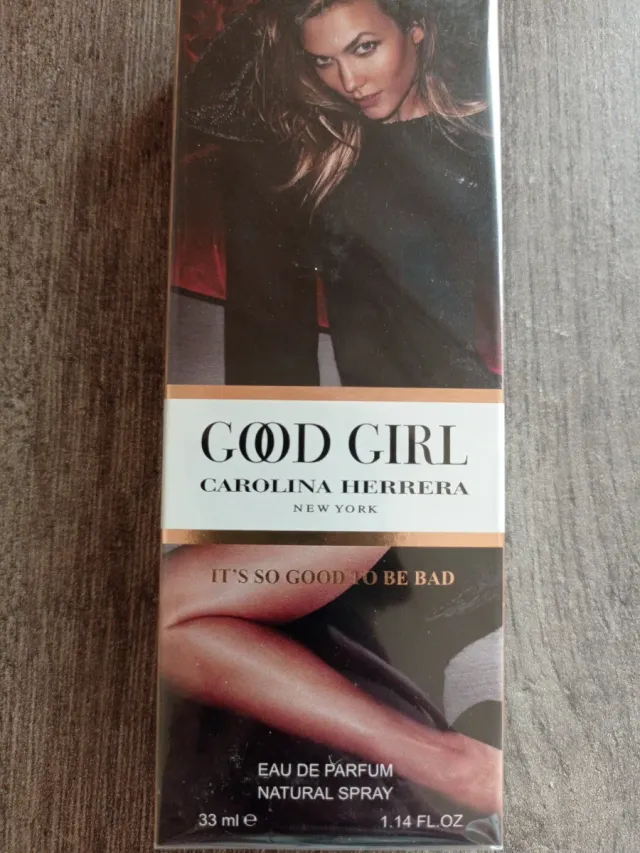 GOOD GIRL
CAROLINA HERRERA
NEW YORK
IT'S SO GOOD TO BE BAD
EAU DE PARFUM
NATURAL SPRAY
33 ml ℮ 1.14 FL.OZ